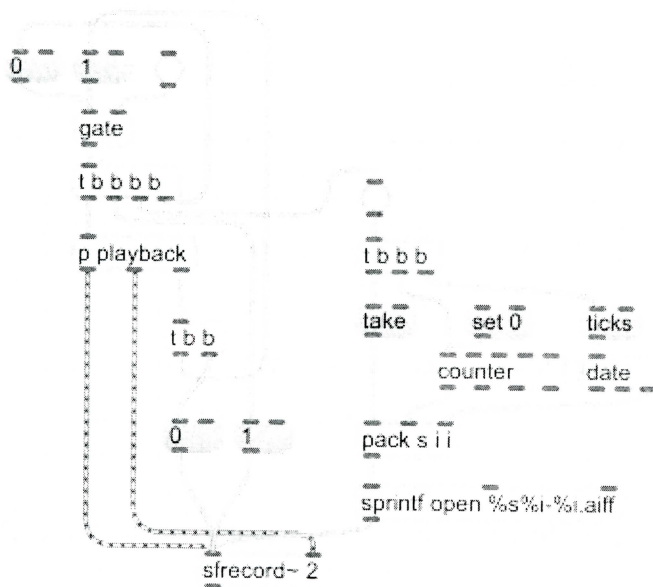 0 1
gate
t b b b b
p playback
t b b b
take set 0 ticks
t b b
counter date
0 1
pack s i i
sprintf open %s%i-%i.aiff
sfrecord~ 2